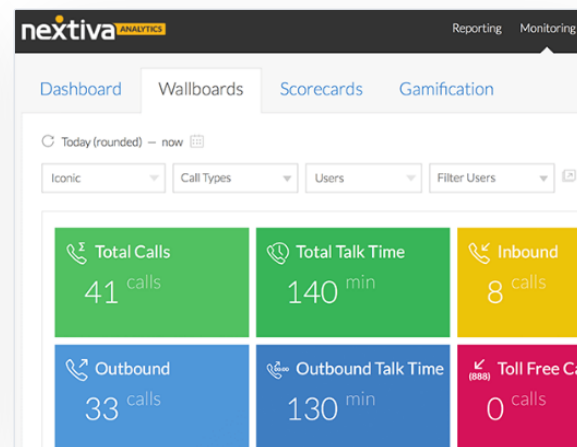 nextiva ANALYTICS
Reporting Monitoring
Dashboard Wallboards Scorecards Gamification
Today (rounded) — now
Iconic Call Types Users Filter Users
Total Calls Total Talk Time Inbound
41 calls 140 min 8 calls
Outbound Outbound Talk Time (888) Toll Free Ca
33 calls 130 min 0 calls